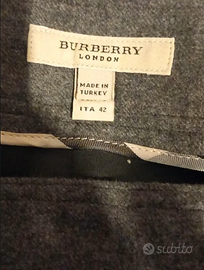 BURBERRY
LONDON
MADE IN
TURKEY
ITA 42
subito